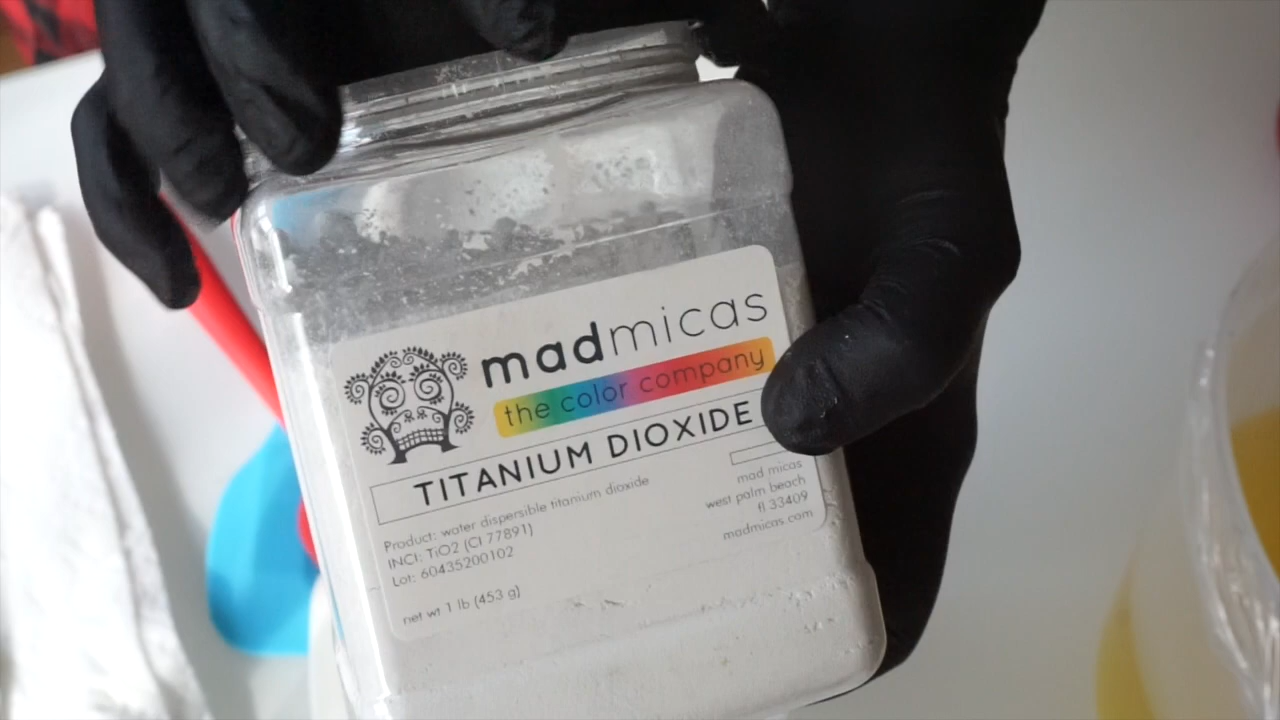 madmicas
the color company
TITANIUM DIOXIDE
Product: water dispersible titanium dioxide
INCI: TiO2 (CI 77891)
Lot: 60435200102
net wt 1 lb (453 g)
mad micas
west palm beach
fl 33409
madmicas.com